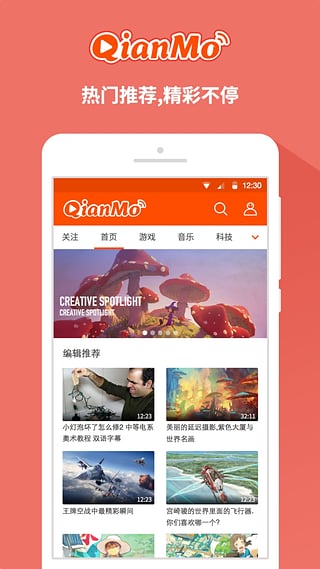 QianMo
热门推荐,精彩不停
12:30
QianMo
关注 首页 游戏 音乐 科技
CREATIVE SPOTLIGHT
CREATIVE SPOTLIGHT
编辑推荐
12:23
32:11
小灯泡坏了怎么修2 中等电系
奥术教程 双语字幕
美丽的延迟摄影,紫色大厦与
世界名画
12:23
12:23
王牌空战中最精彩瞬间
宫崎骏的世界里面的飞行器,
你们喜欢哪一个?